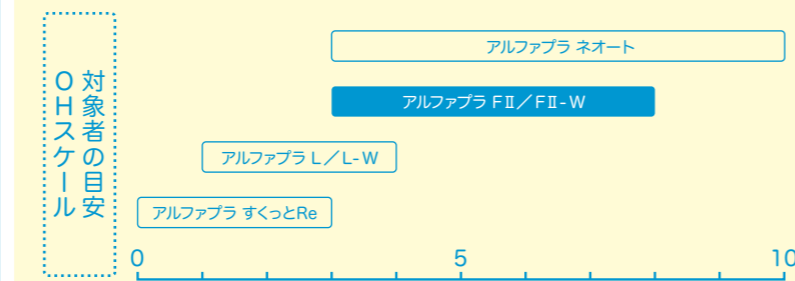 対象者の目安
OHスケール
アルファプラ ネオート
アルファプラ FⅡ／FⅡ-W
アルファプラ L／L-W
アルファプラ すくっとRe
0 5 10